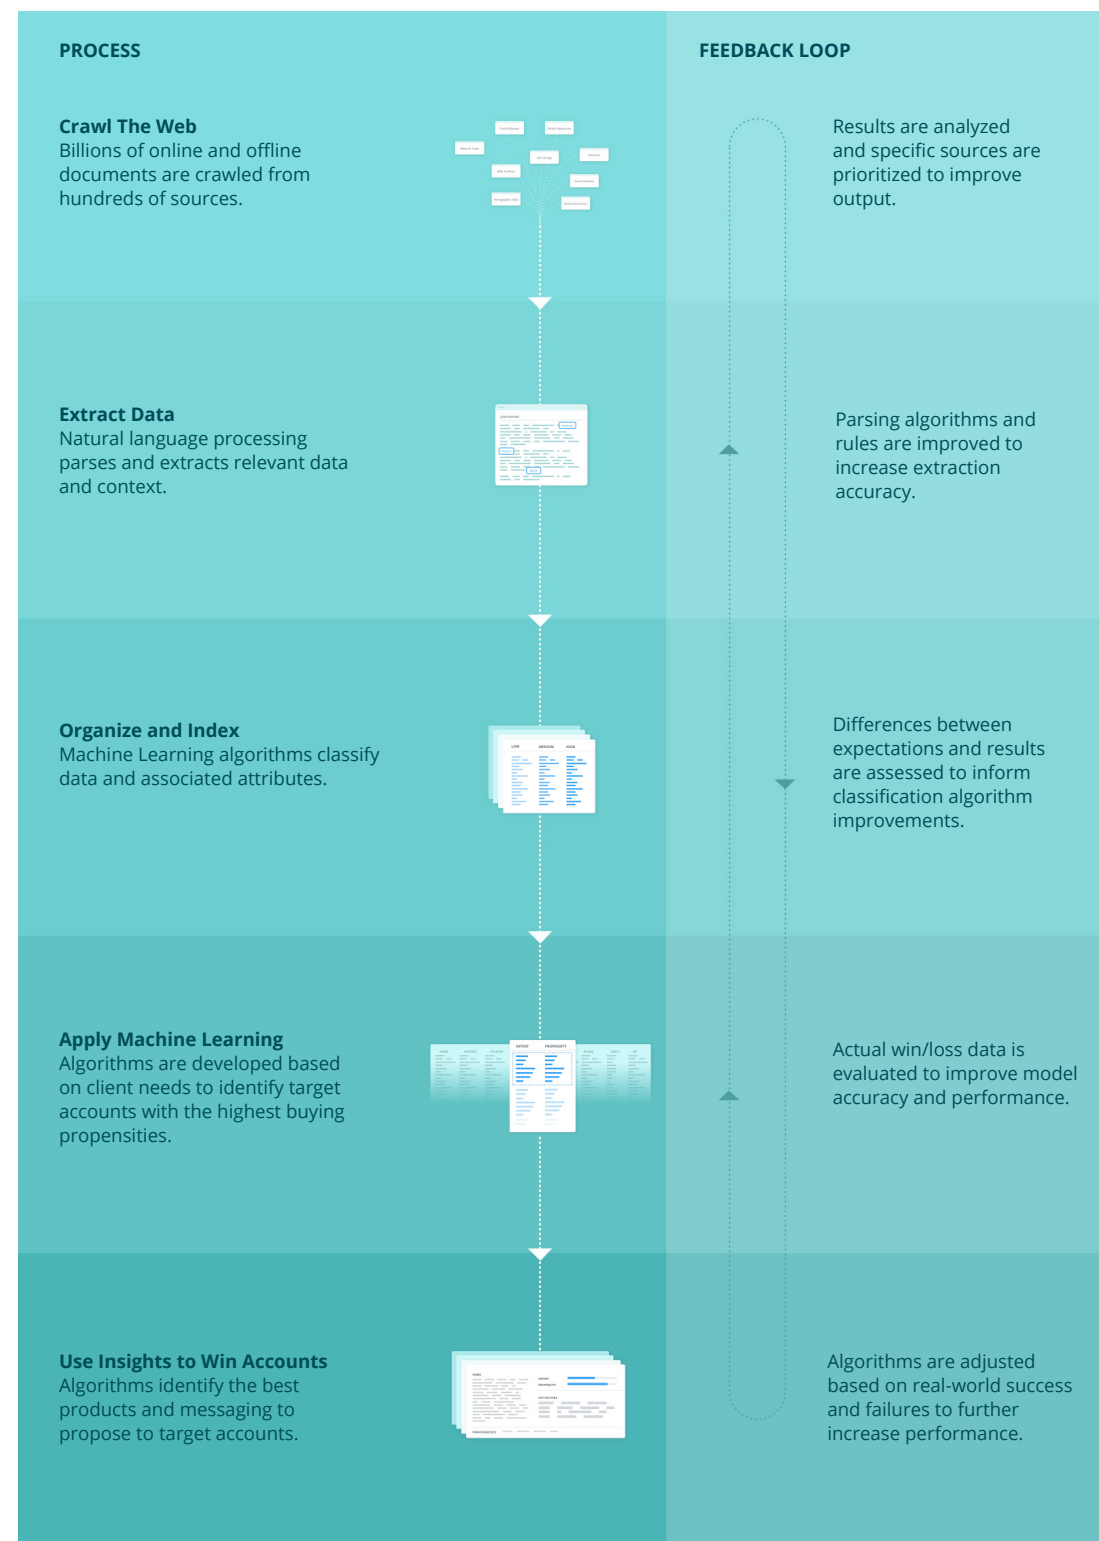 PROCESS
FEEDBACK LOOP
Crawl The Web
Billions of online and offline
documents are crawled from
hundreds of sources.
Results are analyzed
and specific sources are
prioritized to improve
output.
Extract Data
Natural language processing
parses and extracts relevant data
and context.
Parsing algorithms and
rules are improved to
increase extraction
accuracy.
Organize and Index
Machine Learning algorithms classify
data and associated attributes.
LOW MEDIUM HIGH
Differences between
expectations and results
are assessed to inform
classification algorithm
improvements.
Apply Machine Learning
Algorithms are developed based
on client needs to identify target
accounts with the highest buying
propensities.
INTENT PROPENSITY
Actual win/loss data is
evaluated to improve model
accuracy and performance.
Use Insights to Win Accounts
Algorithms identify the best
products and messaging to
propose to target accounts.
Algorithms are adjusted
based on real-world success
and failures to further
increase performance.